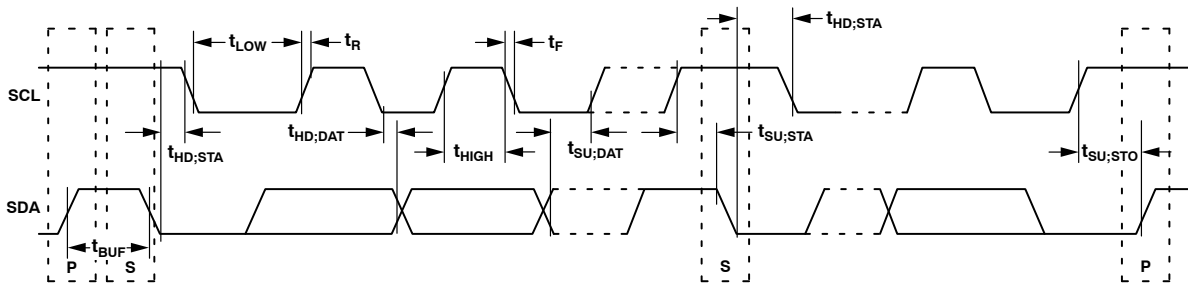 tHD;STA
tLOW tR tF
SCL
tHD;DAT tSU;STA
tHD;STA tHIGH tSU;DAT tSU;STO
SDA
tBUF
P S S P